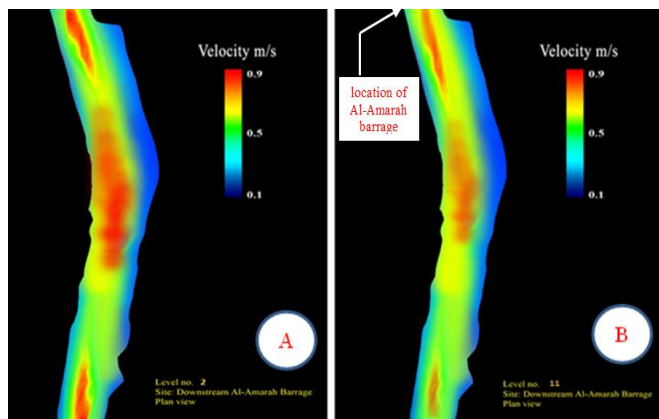 Velocity m/s
0.9
0.5
0.1
A
Level no. 2
Site: Downstream Al-Amarah Barrage
Plan view
location of
Al-Amarah
barrage
Velocity m/s
0.9
0.5
0.1
B
Level no. 11
Site: Downstream Al-Amarah Barrage
Plan view